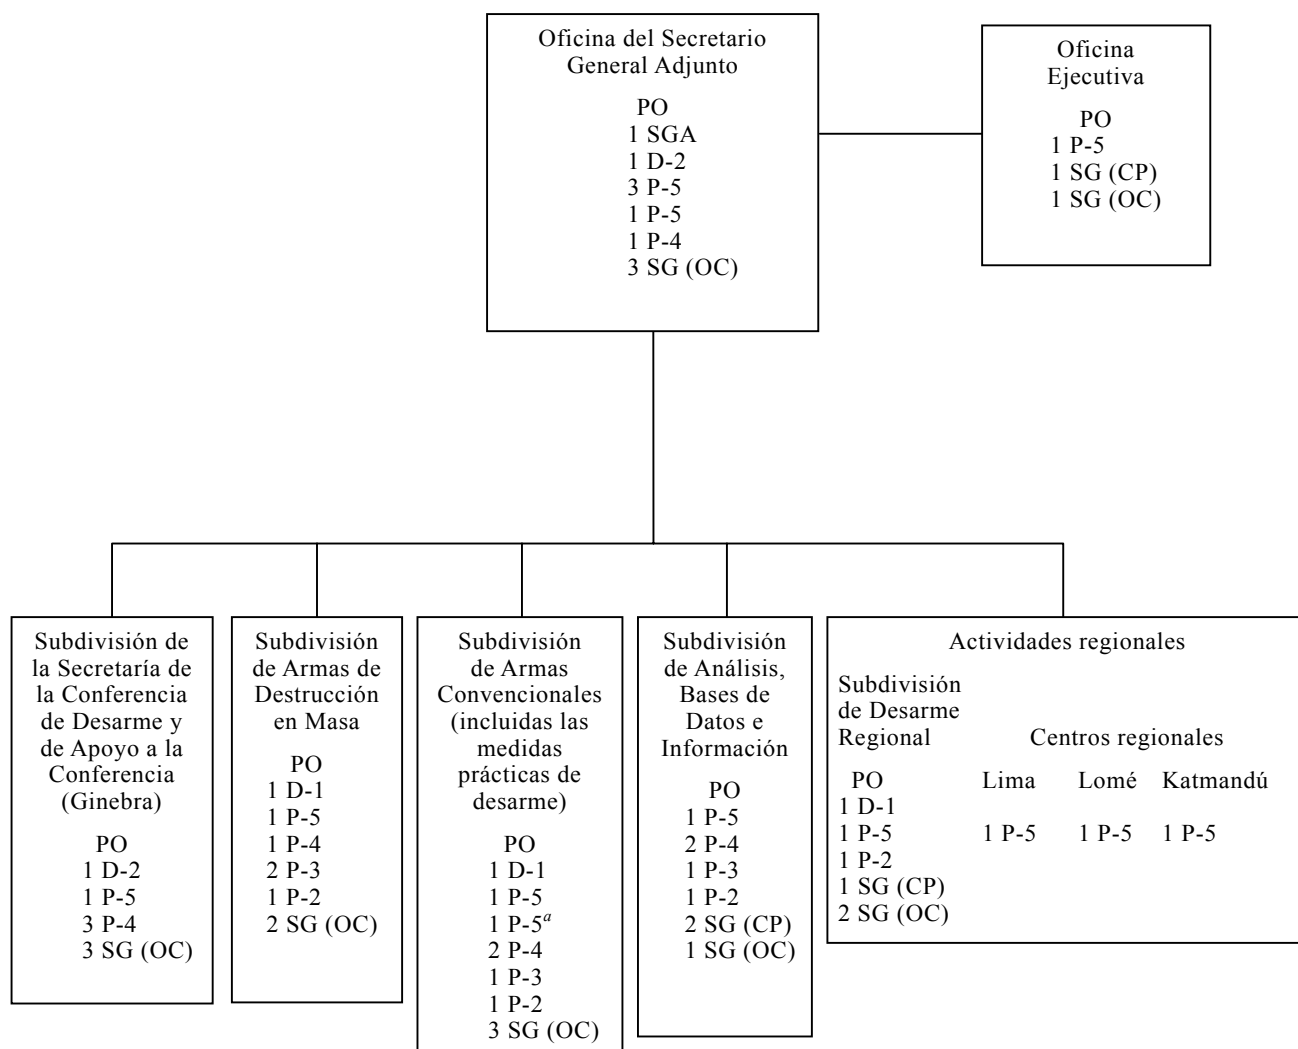 Oficina del Secretario
General Adjunto
PO
1 SGA
1 D-2
3 P-5
1 P-5
1 P-4
3 SG (OC)
Oficina
Ejecutiva
PO
1 P-5
1 SG (CP)
1 SG (OC)
Subdivisión de
la Secretaría de
la Conferencia
de Desarme y
de Apoyo a la
Conferencia
(Ginebra)
PO
1 D-2
1 P-5
3 P-4
3 SG (OC)
Subdivisión
de Armas de
Destrucción
en Masa
PO
1 D-1
1 P-5
1 P-4
2 P-3
1 P-2
2 SG (OC)
Subdivisión
de Armas
Convencionales
(incluidas las
medidas
prácticas de
desarme)
PO
1 D-1
1 P-5
1 P-5a
2 P-4
1 P-3
1 P-2
3 SG (OC)
Subdivisión
de Análisis,
Bases de
Datos e
Información
PO
1 P-5
2 P-4
1 P-3
1 P-2
2 SG (CP)
1 SG (OC)
Actividades regionales
Subdivisión
de Desarme
Regional
PO
1 D-1
1 P-5
1 P-2
1 SG (CP)
2 SG (OC)
Centros regionales
Lima Lomé Katmandú
1 P-5 1 P-5 1 P-5